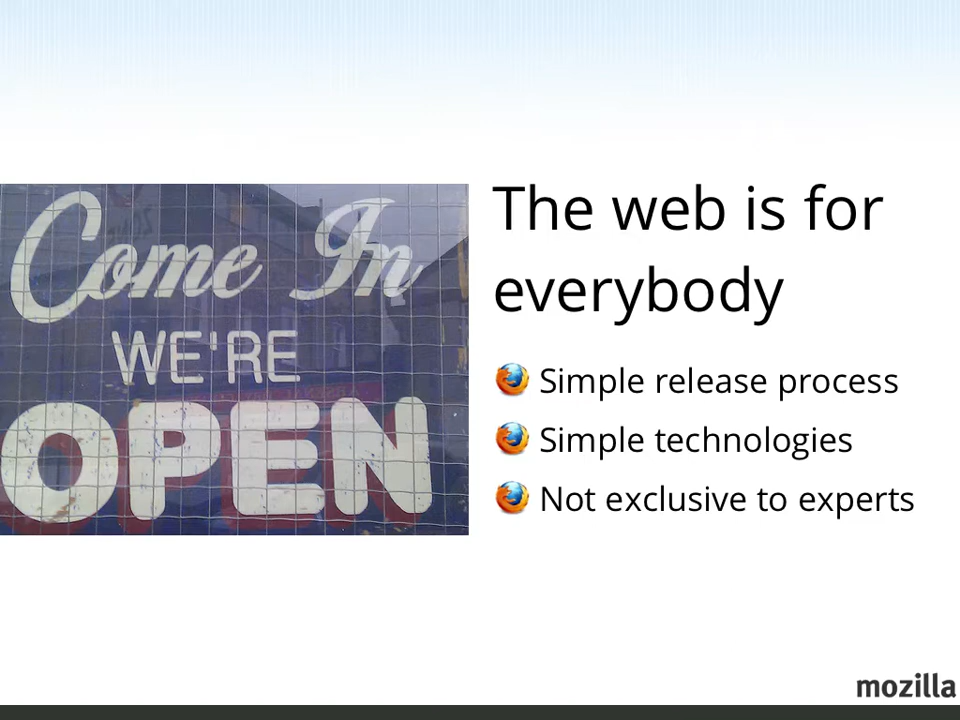 Come In
WE'RE
OPEN
The web is for
everybody
Simple release process
Simple technologies
Not exclusive to experts
mozilla